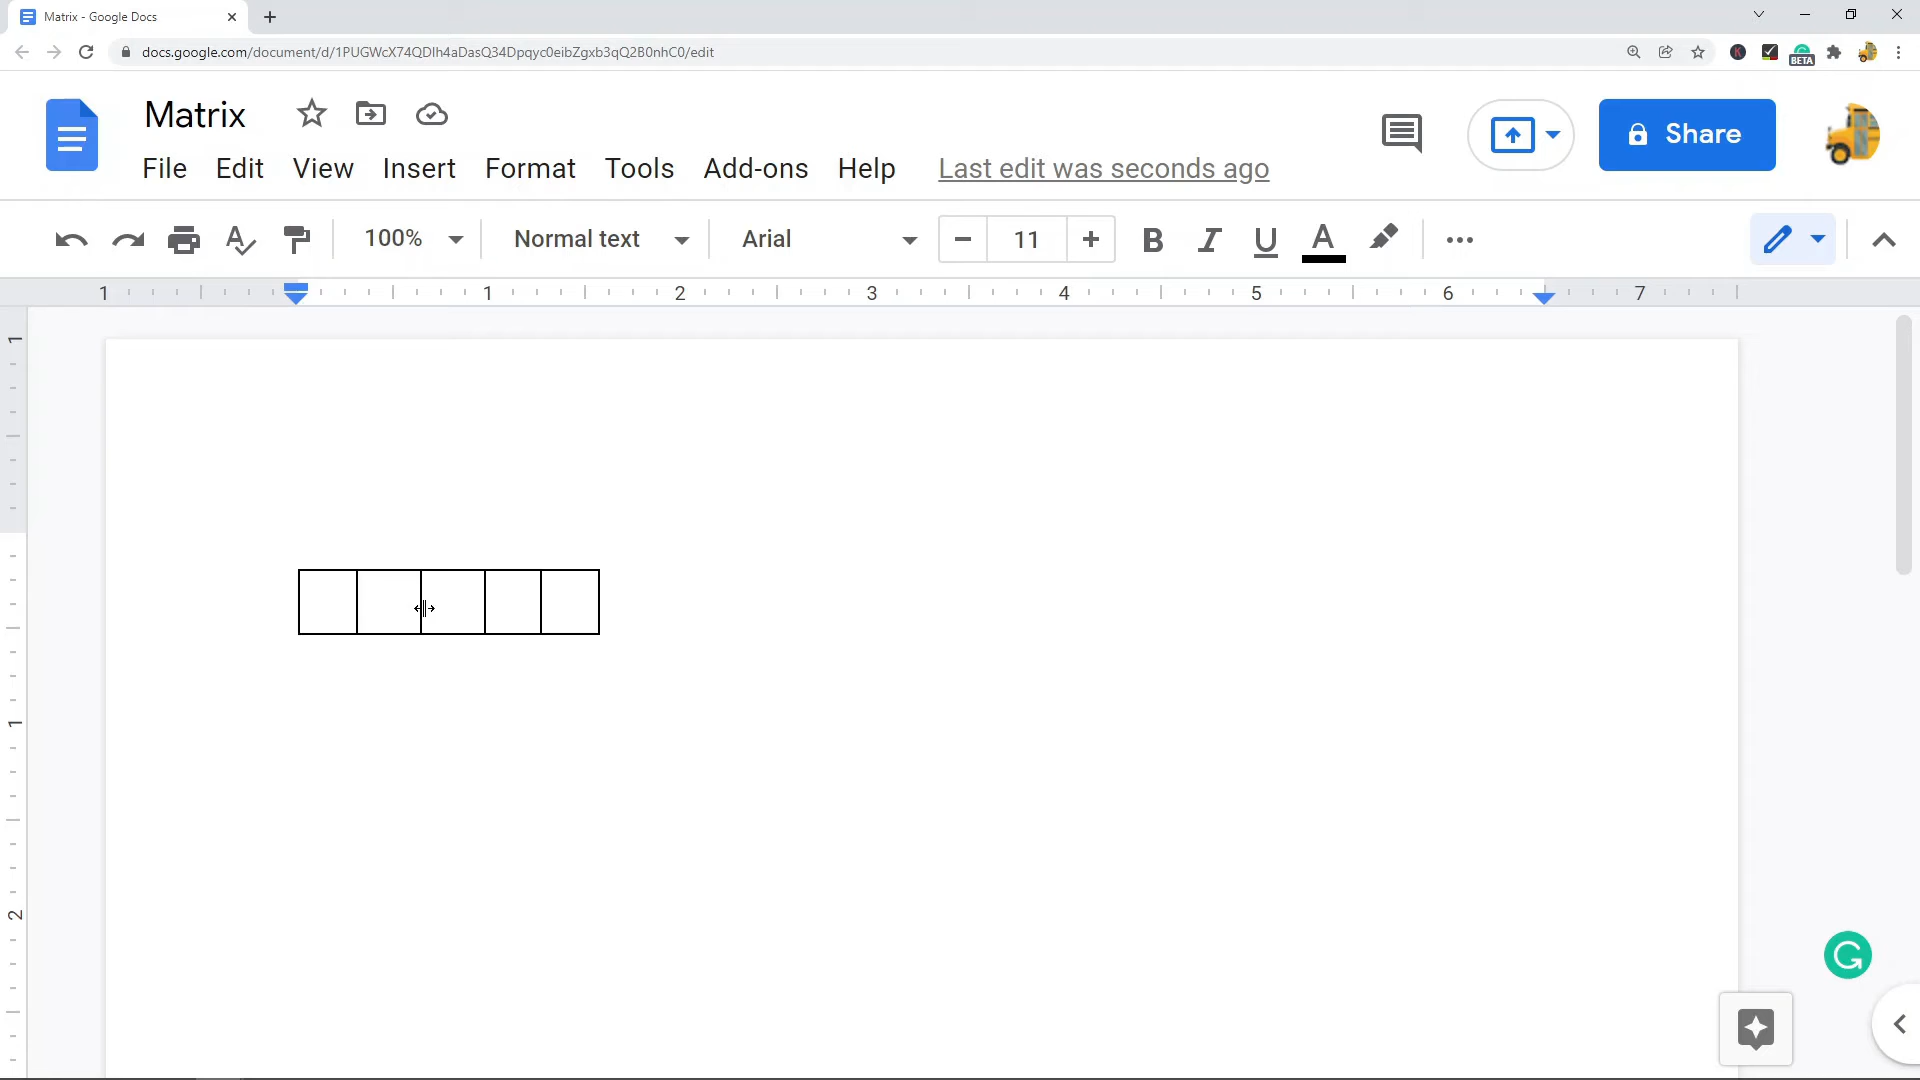 Matrix - Google Docs
docs.google.com/document/d/1PUGWcX74QDIh4aDasQ34Dpqyc0eibZgxb3qQ2B0nhC0/edit
BETA
Matrix
File Edit View Insert Format Tools Add-ons Help Last edit was seconds ago
Share
100% Normal text Arial 11 B I U A
1 1 2 3 4 5 6 7
1
1
2